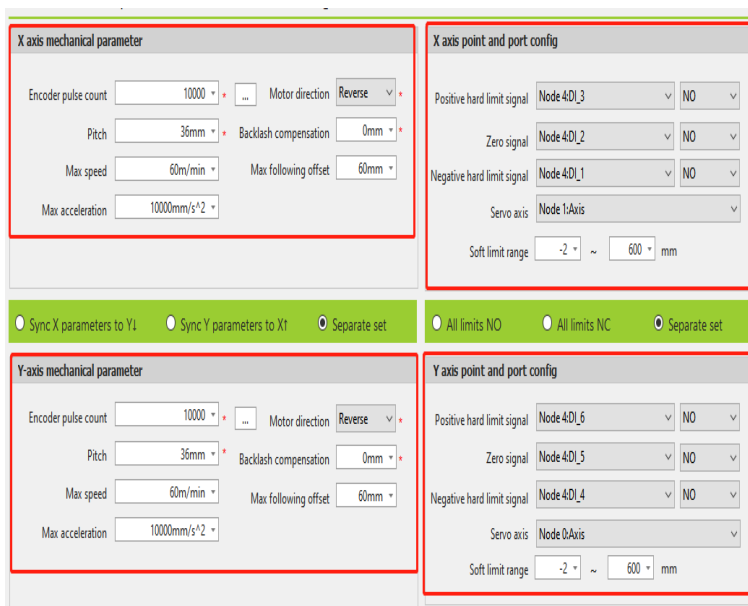 X axis mechanical parameter
Encoder pulse count 10000 * ... Motor direction Reverse *
Pitch 36mm * Backlash compensation 0mm *
Max speed 60m/min Max following offset 60mm
Max acceleration 10000mm/s^2
X axis point and port config
Positive hard limit signal Node 4:DI_3 NO
Zero signal Node 4:DI_2 NO
Negative hard limit signal Node 4:DI_1 NO
Servo axis Node 1:Axis
Soft limit range -2 ~ 600 mm
Sync X parameters to Y↓ Sync Y parameters to X↑ Separate set
All limits NO All limits NC Separate set
Y-axis mechanical parameter
Encoder pulse count 10000 * ... Motor direction Reverse *
Pitch 36mm * Backlash compensation 0mm *
Max speed 60m/min Max following offset 60mm
Max acceleration 10000mm/s^2
Y axis point and port config
Positive hard limit signal Node 4:DI_6 NO
Zero signal Node 4:DI_5 NO
Negative hard limit signal Node 4:DI_4 NO
Servo axis Node 0:Axis
Soft limit range -2 ~ 600 mm